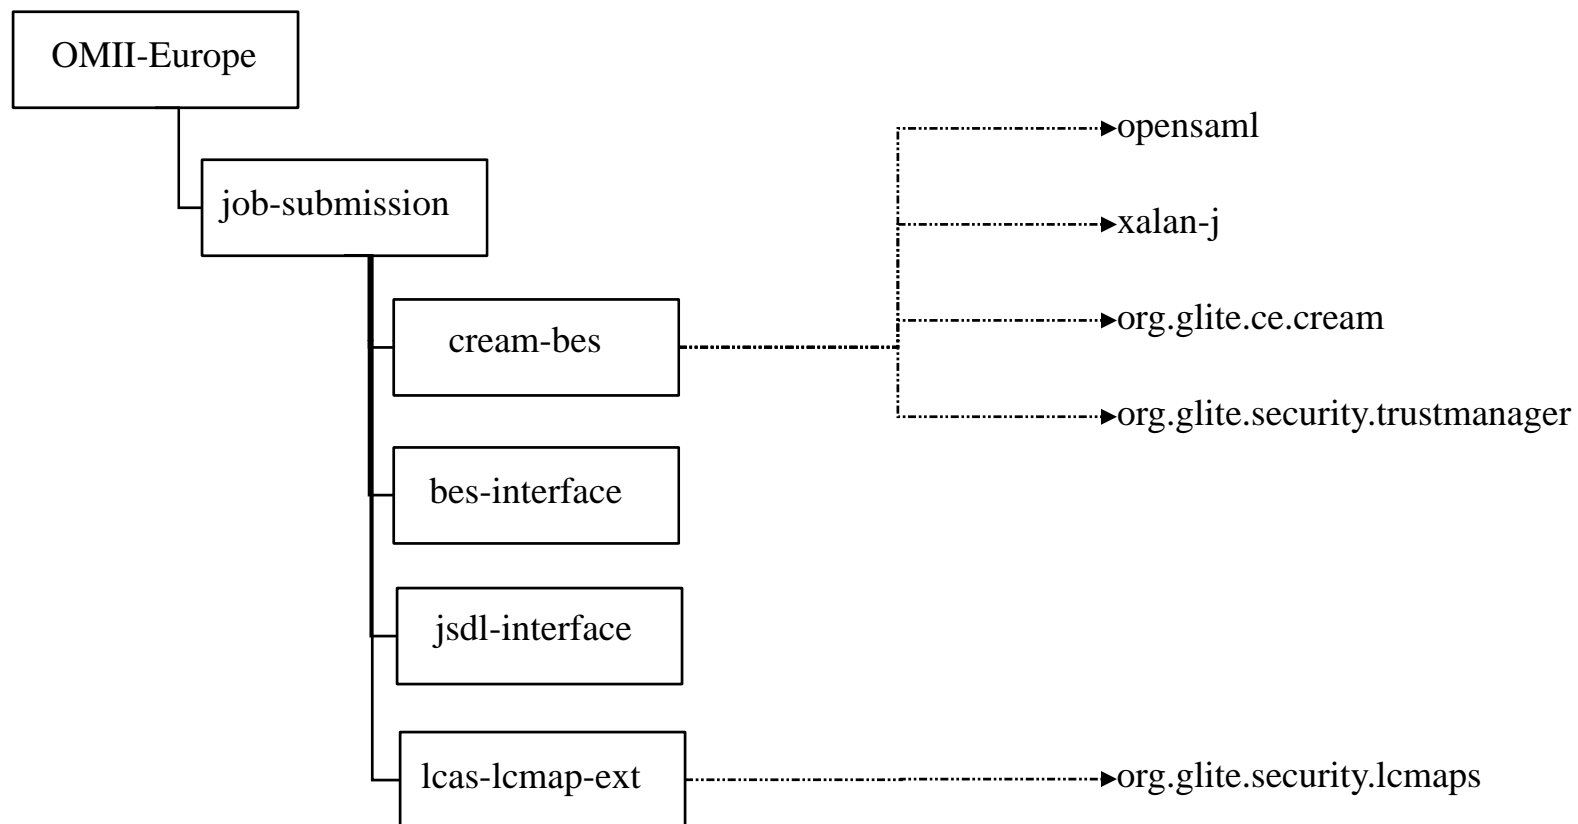 OMII-Europe
opensaml
job-submission
xalan-j
org.glite.ce.cream
cream-bes
org.glite.security.trustmanager
bes-interface
jsdl-interface
lcas-lcmap-ext
org.glite.security.lcmaps